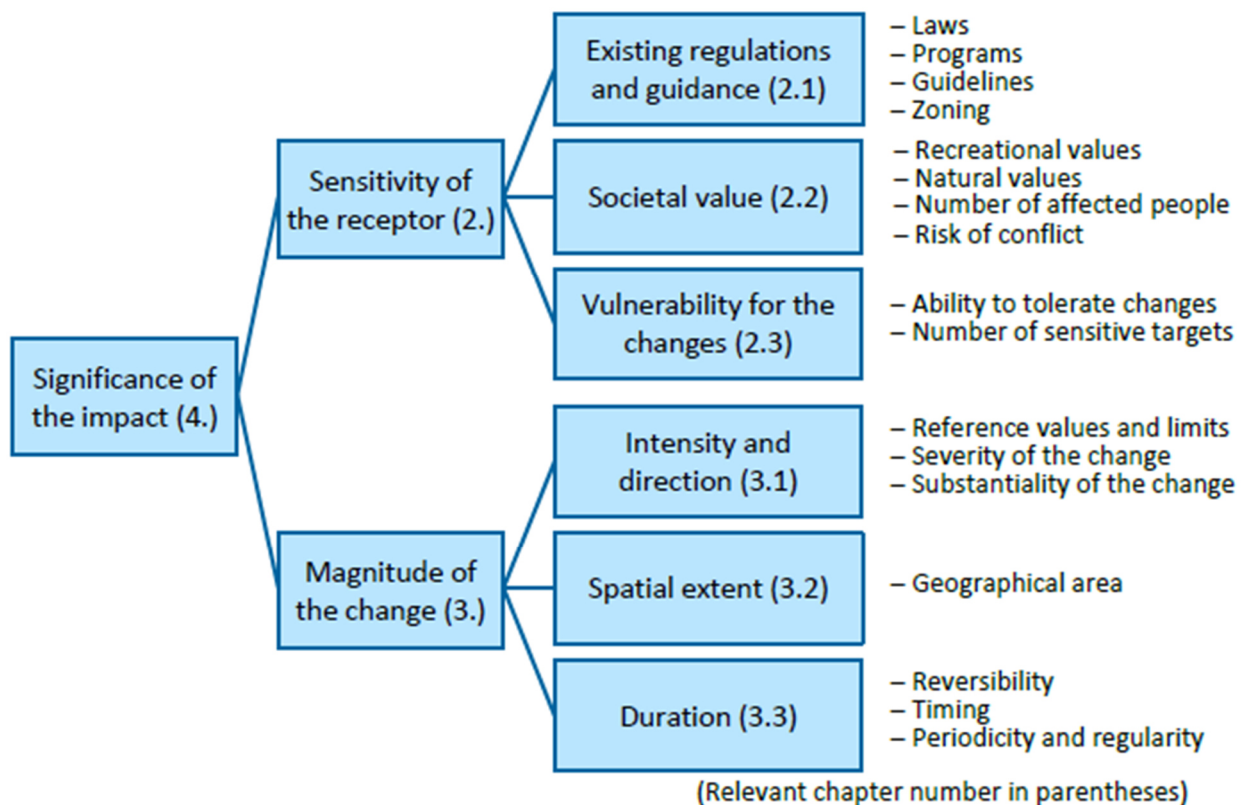 Significance of
the impact (4.)
Sensitivity of
the receptor (2.)
Existing regulations
and guidance (2.1)
– Laws
– Programs
– Guidelines
– Zoning
Societal value (2.2)
– Recreational values
– Natural values
– Number of affected people
– Risk of conflict
Vulnerability for the
changes (2.3)
– Ability to tolerate changes
– Number of sensitive targets
Magnitude of
the change (3.)
Intensity and
direction (3.1)
– Reference values and limits
– Severity of the change
– Substantiality of the change
Spatial extent (3.2)
– Geographical area
Duration (3.3)
– Reversibility
– Timing
– Periodicity and regularity
(Relevant chapter number in parentheses)